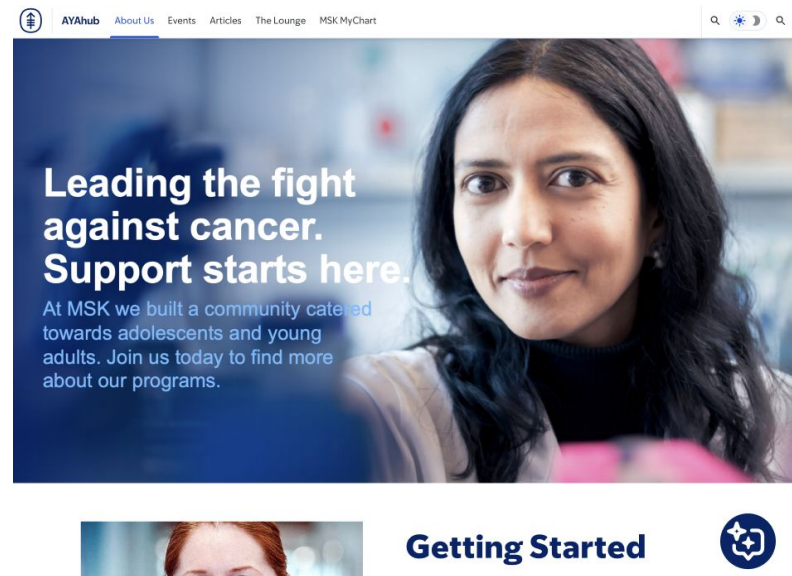 AYAhub About Us Events Articles The Lounge MSK MyChart
Leading the fight
against cancer.
Support starts here.
At MSK we built a community catered
towards adolescents and young
adults. Join us today to find more
about our programs.
Getting Started